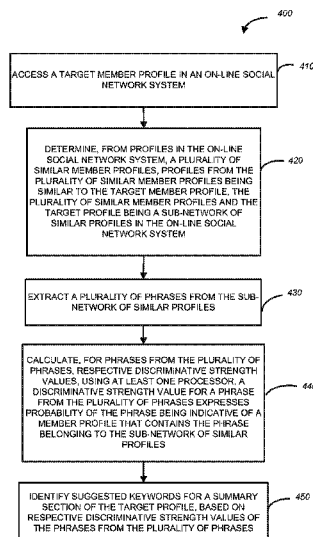 400
ACCESS A TARGET MEMBER PROFILE IN AN ON-LINE SOCIAL
NETWORK SYSTEM
410
DETERMINE, FROM PROFILES IN THE ON-LINE
SOCIAL NETWORK SYSTEM, A PLURALITY OF
SIMILAR MEMBER PROFILES, PROFILES FROM THE
PLURALITY OF SIMILAR MEMBER PROFILES BEING
SIMILAR TO THE TARGET MEMBER PROFILE, THE
PLURALITY OF SIMILAR MEMBER PROFILES AND THE
TARGET PROFILE BEING A SUB-NETWORK OF
SIMILAR PROFILES IN THE ON-LINE SOCIAL
NETWORK SYSTEM
420
EXTRACT A PLURALITY OF PHRASES FROM THE SUB-
NETWORK OF SIMILAR PROFILES
430
CALCULATE, FOR PHRASES FROM THE PLURALITY OF
PHRASES, RESPECTIVE DISCRIMINATIVE STRENGTH
VALUES, USING AT LEAST ONE PROCESSOR, A
DISCRIMINATIVE STRENGTH VALUE FOR A PHRASE
FROM THE PLURALITY OF PHRASES EXPRESSES
PROBABILITY OF THE PHRASE BEING INDICATIVE OF A
MEMBER PROFILE THAT CONTAINS THE PHRASE
BELONGING TO THE SUB-NETWORK OF SIMILAR
PROFILES
440
IDENTIFY SUGGESTED KEYWORDS FOR A SUMMARY
SECTION OF THE TARGET PROFILE, BASED ON
RESPECTIVE DISCRIMINATIVE STRENGTH VALUES OF
THE PHRASES FROM THE PLURALITY OF PHRASES
450